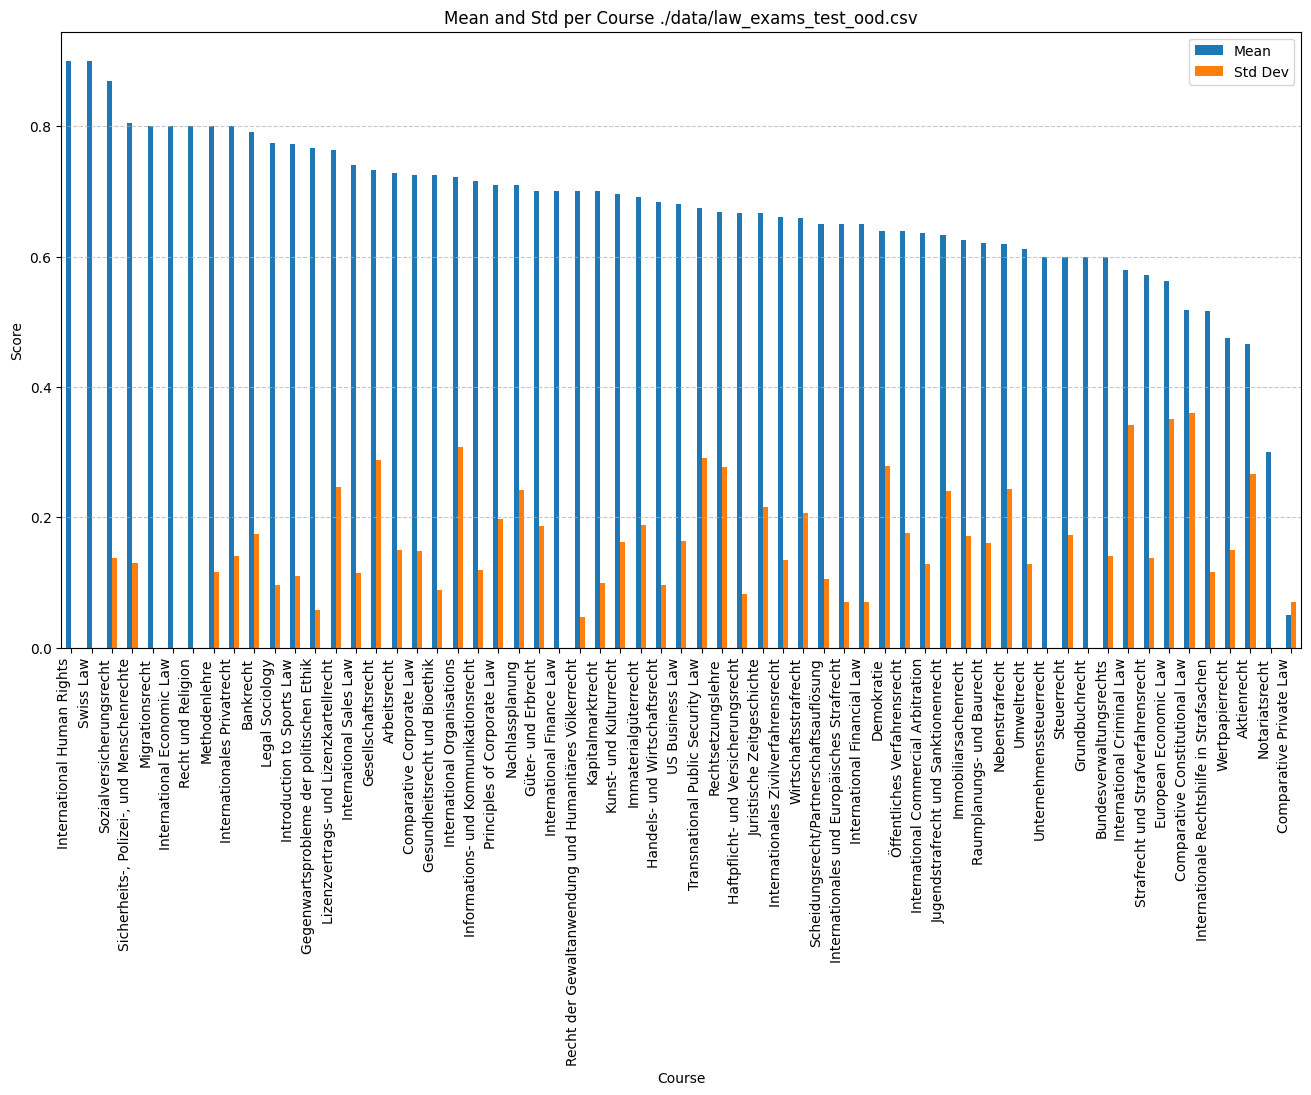 Mean and Std per Course ./data/law_exams_test_ood.csv
Mean
Std Dev
Score
0.8
0.6
0.4
0.2
0.0
International Human Rights
Swiss Law
Sozialversicherungsrecht
Sicherheits-, Polizei-, und Menschenrechte
Migrationsrecht
International Economic Law
Recht und Religion
Methodenlehre
Internationales Privatrecht
Bankrecht
Legal Sociology
Introduction to Sports Law
Gegenwartsprobleme der politischen Ethik
Lizenzvertrags- und Lizenzkartellrecht
International Sales Law
Gesellschaftsrecht
Arbeitsrecht
Comparative Corporate Law
Gesundheitsrecht und Bioethik
International Organisations
Informations- und Kommunikationsrecht
Principles of Corporate Law
Nachlassplanung
Güter- und Erbrecht
International Finance Law
Recht der Gewaltanwendung und Humanitäres Völkerrecht
Kapitalmarktrecht
Kunst- und Kulturrecht
Immaterialgüterrecht
Handels- und Wirtschaftsrecht
US Business Law
Transnational Public Security Law
Rechtsetzungslehre
Haftpflicht- und Versicherungsrecht
Juristische Zeitgeschichte
Internationales Zivilverfahrensrecht
Wirtschaftsstrafrecht
Scheidungsrecht/Partnerschaftsauflösung
Internationales und Europäisches Strafrecht
International Financial Law
Demokratie
Öffentliches Verfahrensrecht
International Commercial Arbitration
Jugendstrafrecht und Sanktionenrecht
Immobiliarsachenrecht
Raumplanungs- und Baurecht
Nebenstrafrecht
Umweltrecht
Unternehmenssteuerrecht
Steuerrecht
Grundbuchrecht
Bundesverwaltungsrechts
International Criminal Law
Strafrecht und Strafverfahrensrecht
European Economic Law
Comparative Constitutional Law
Internationale Rechtshilfe in Strafsachen
Wertpapierrecht
Aktienrecht
Notariatsrecht
Comparative Private Law
Course